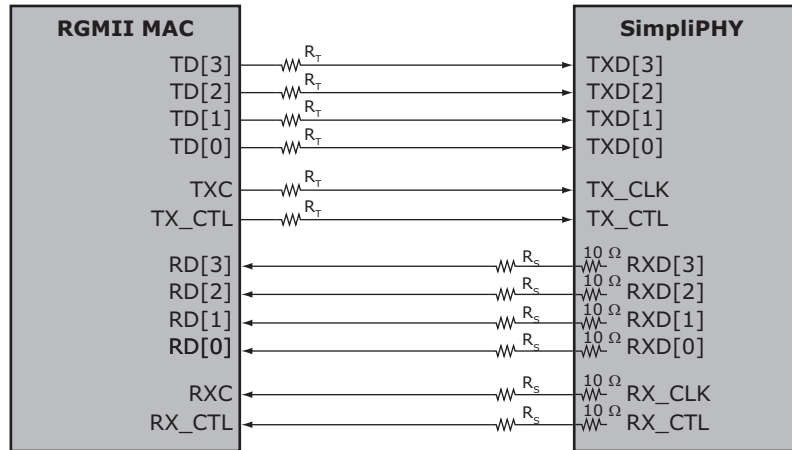 RGMII MAC SimpliPHY
TD[3] R_T TXD[3]
TD[2] R_T TXD[2]
TD[1] R_T TXD[1]
TD[0] R_T TXD[0]
TXC R_T TX_CLK
TX_CTL R_T TX_CTL
RD[3] R_S 10 Ω RXD[3]
RD[2] R_S 10 Ω RXD[2]
RD[1] R_S 10 Ω RXD[1]
RD[0] R_S 10 Ω RXD[0]
RXC R_S 10 Ω RX_CLK
RX_CTL R_S 10 Ω RX_CTL